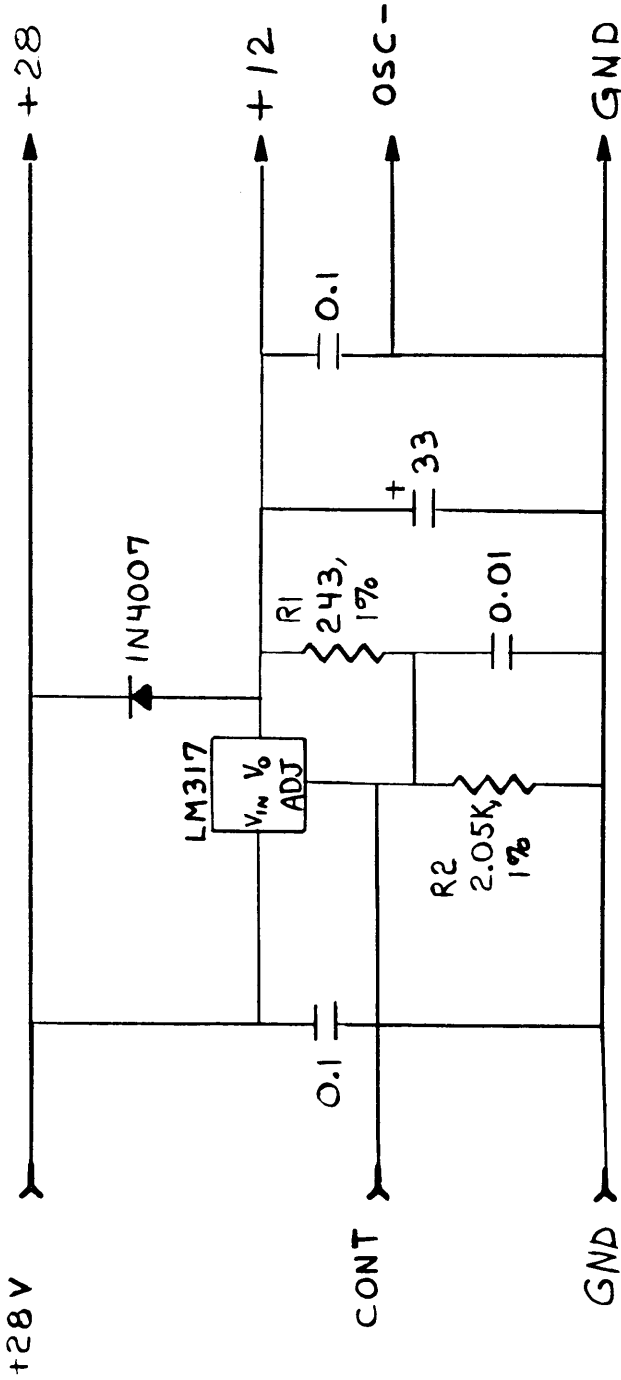 +28V
+28
1N4007
LM317
VIN VO
ADJ
+12
R1
243,
1%
+
33
0.1
0.1
OSC-
CONT
R2
2.05K,
1%
0.01
GND
GND